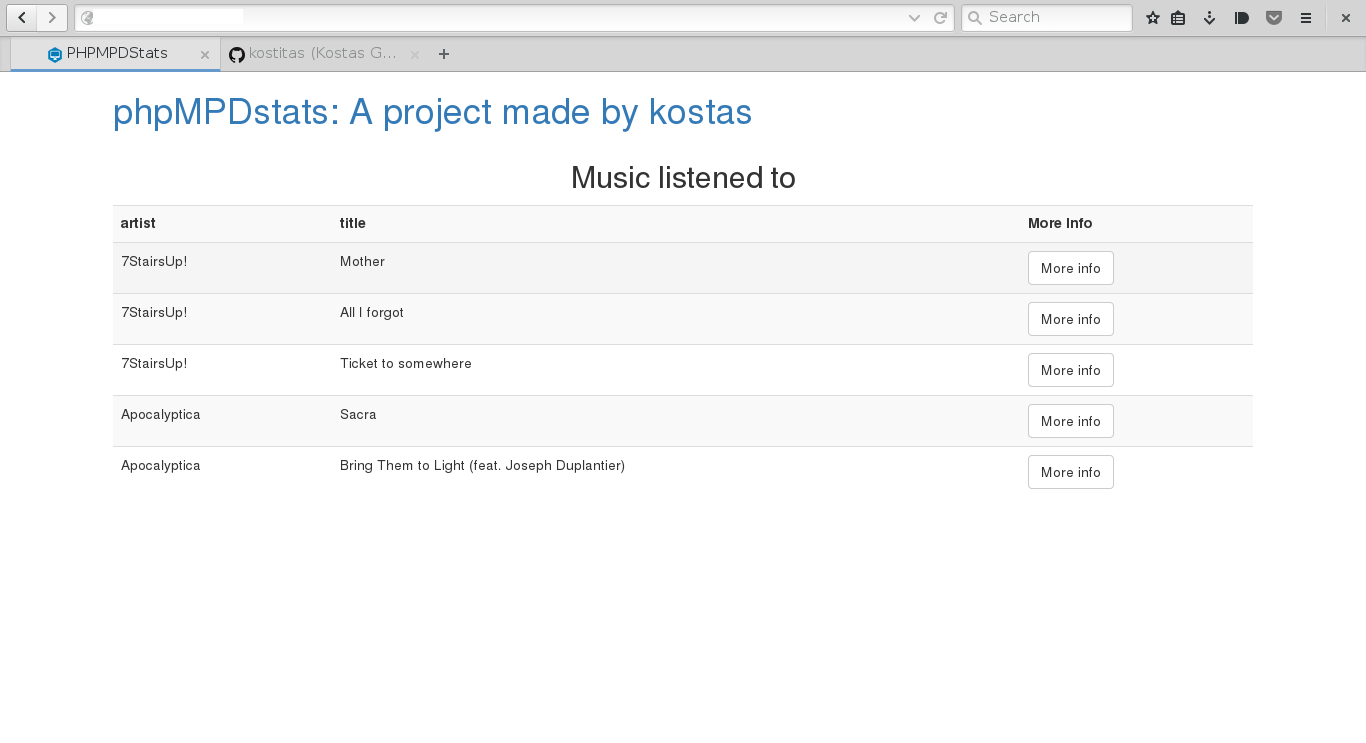 Search
PHPMPDStats
kostitas (Kostas G...
phpMPDstats: A project made by kostas
Music listened to
artist title More Info
7StairsUp! Mother More info
7StairsUp! All I forgot More info
7StairsUp! Ticket to somewhere More info
Apocalyptica Sacra More info
Apocalyptica Bring Them to Light (feat. Joseph Duplantier) More info